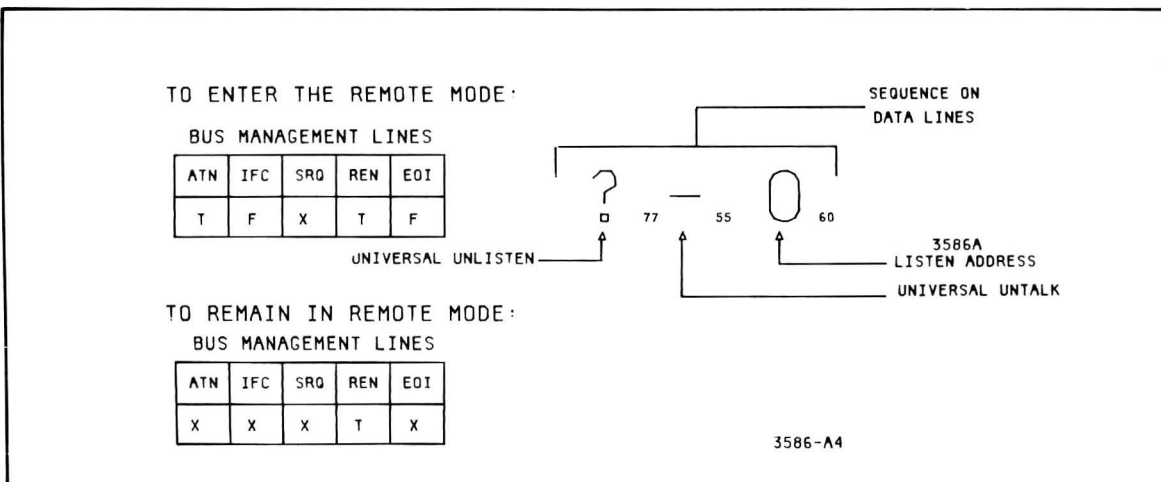 TO ENTER THE REMOTE MODE:
BUS MANAGEMENT LINES
ATN IFC SRQ REN EOI
T F X T F
SEQUENCE ON
DATA LINES
? 77 — 55 0 60
UNIVERSAL UNLISTEN
3586A
LISTEN ADDRESS
UNIVERSAL UNTALK
TO REMAIN IN REMOTE MODE:
BUS MANAGEMENT LINES
ATN IFC SRQ REN EOI
X X X T X
3586-A4